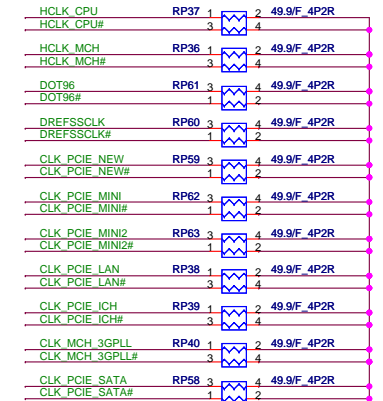 HCLK_CPU RP37 1 2 49.9/F_4P2R
HCLK_CPU# 3 4
HCLK_MCH RP36 1 2 49.9/F_4P2R
HCLK_MCH# 3 4
DOT96 RP61 3 4 49.9/F_4P2R
DOT96# 1 2
DREFSSCLK RP60 3 4 49.9/F_4P2R
DREFSSCLK# 1 2
CLK_PCIE_NEW RP59 3 4 49.9/F_4P2R
CLK_PCIE_NEW# 1 2
CLK_PCIE_MINI RP62 3 4 49.9/F_4P2R
CLK_PCIE_MINI# 1 2
CLK_PCIE_MINI2 RP63 3 4 49.9/F_4P2R
CLK_PCIE_MINI2# 1 2
CLK_PCIE_LAN RP38 1 2 49.9/F_4P2R
CLK_PCIE_LAN# 3 4
CLK_PCIE_ICH RP39 1 2 49.9/F_4P2R
CLK_PCIE_ICH# 3 4
CLK_MCH_3GPLL RP40 1 2 49.9/F_4P2R
CLK_MCH_3GPLL# 3 4
CLK_PCIE_SATA RP58 3 4 49.9/F_4P2R
CLK_PCIE_SATA# 1 2